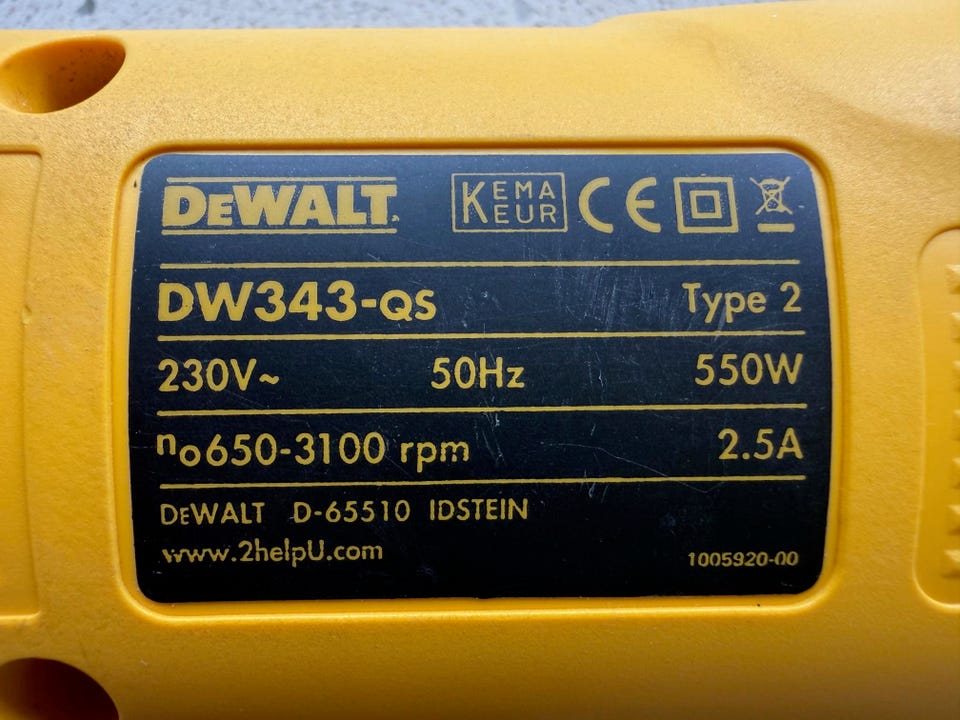 DEWALT
KEMA KEUR CE
DW343-QS Type 2
230V~ 50Hz 550W
no650-3100 rpm 2.5A
DEWALT D-65510 IDSTEIN
www.2helpU.com 1005920-00